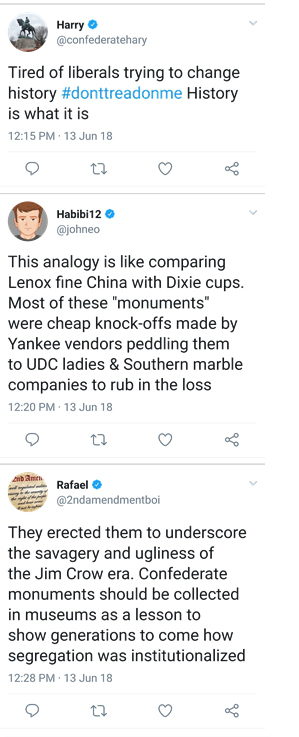 Harry
@confederatehary
Tired of liberals trying to change
history #donttreadonme History
is what it is
12:15 PM · 13 Jun 18
Habibi12
@johneo
This analogy is like comparing
Lenox fine China with Dixie cups.
Most of these "monuments"
were cheap knock-offs made by
Yankee vendors peddling them
to UDC ladies & Southern marble
companies to rub in the loss
12:20 PM · 13 Jun 18
2nd Amen
Rafael
@2ndamendmentboi
They erected them to underscore
the savagery and ugliness of
the Jim Crow era. Confederate
monuments should be collected
in museums as a lesson to
show generations to come how
segregation was institutionalized
12:28 PM · 13 Jun 18